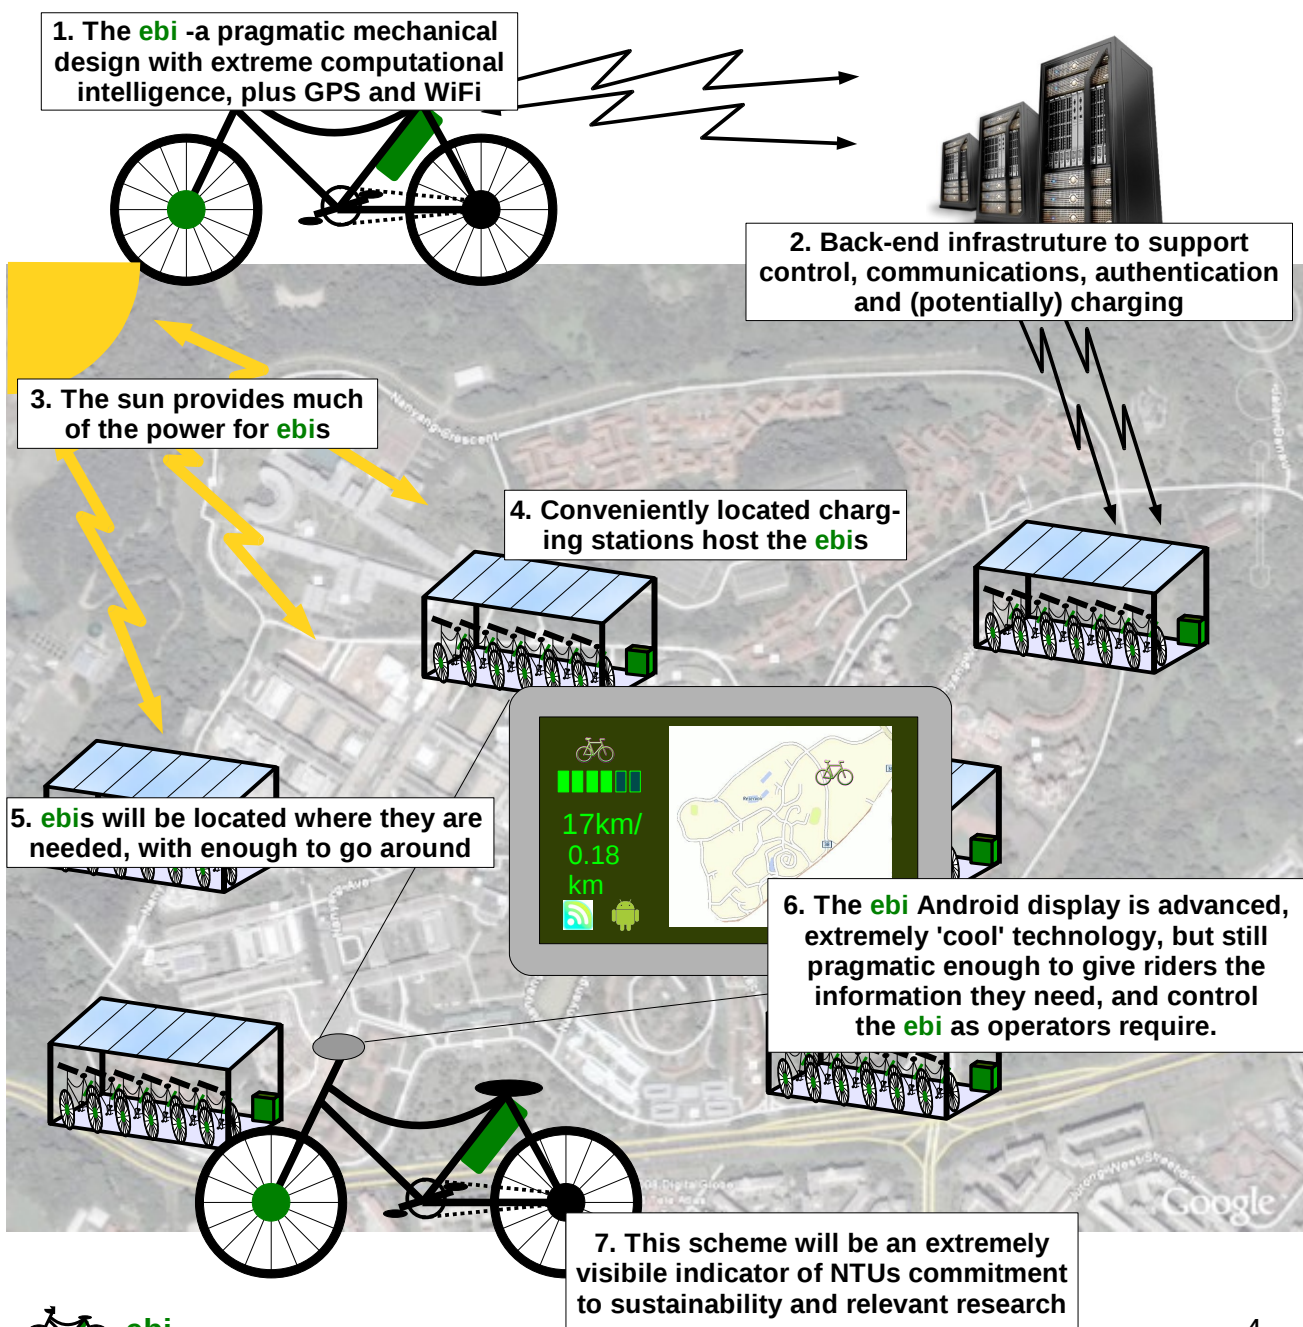 1. The ebi -a pragmatic mechanical
design with extreme computational
intelligence, plus GPS and WiFi
2. Back-end infrastruture to support
control, communications, authentication
and (potentially) charging
3. The sun provides much
of the power for ebis
Nanyang-Crescent
4. Conveniently located charg-
ing stations host the ebis
5. ebis will be located where they are
needed, with enough to go around
17km/
0.18
km
6. The ebi Android display is advanced,
extremely 'cool' technology, but still
pragmatic enough to give riders the
information they need, and control
the ebi as operators require.
Google
7. This scheme will be an extremely
visibile indicator of NTUs commitment
to sustainability and relevant research
ebi
4